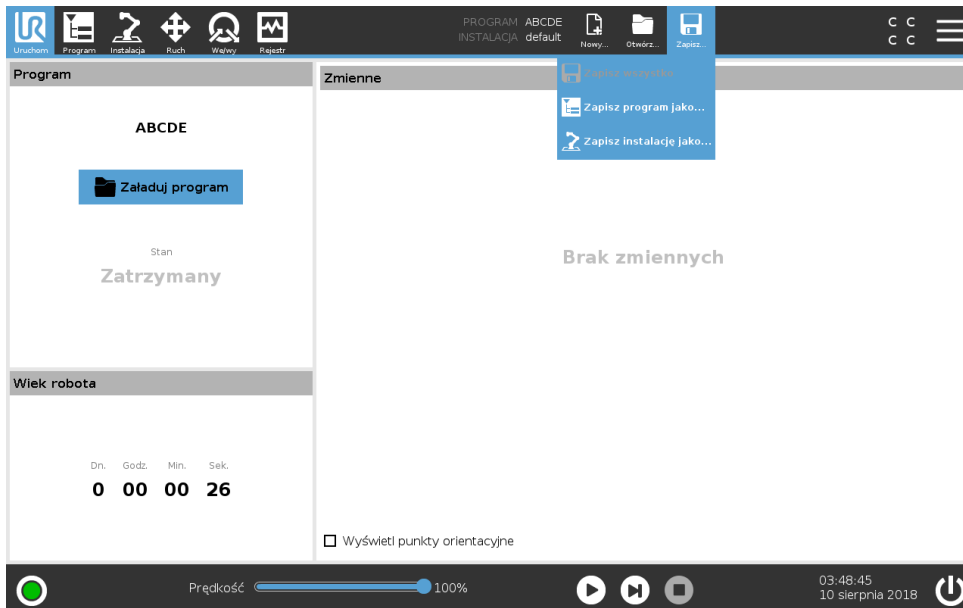 UR
PROGRAM ABCDE
INSTALACJA default
C C
C C
Uruchom
Program
Instalacja
Ruch
We/wy
Rejestr
Nowy...
Otwórz...
Zapisz...
Zapisz wszystko
Zapisz program jako...
Zapisz instalację jako...
Program
ABCDE
Załaduj program
Stan
Zatrzymany
Wiek robota
Dn. Godz. Min. Sek.
0 00 00 26
Zmienne
Brak zmiennych
Wyświetl punkty orientacyjne
Prędkość
100%
03:48:45
10 sierpnia 2018